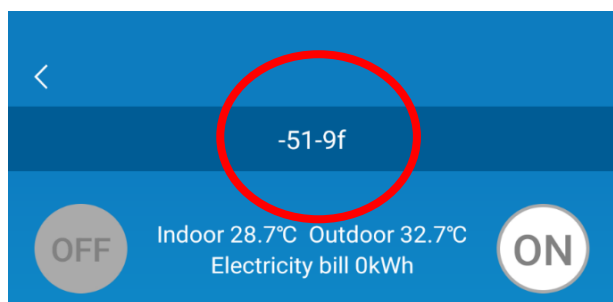 -51-9f
OFF
Indoor 28.7℃ Outdoor 32.7℃
Electricity bill 0kWh
ON